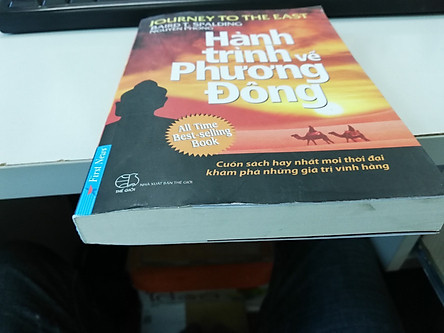 JOURNEY TO THE EAST
BAIRD T. SPALDING
NGUYÊN PHONG
Hành
trình về
Phương
Đông
All Time
Best-selling
Book
Cuốn sách hay nhất mọi thời đại
khám phá những giá trị vĩnh hằng
First News
THẾ GIỚI
NHÀ XUẤT BẢN THẾ GIỚI